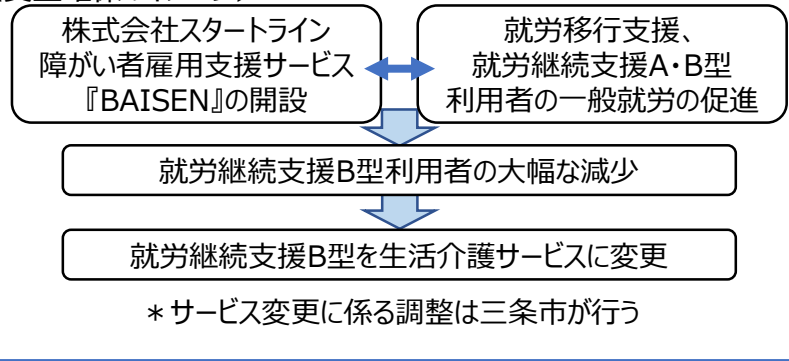 株式会社スタートライン
障がい者雇用支援サービス
『BAISEN』の開設
就労移行支援、
就労継続支援A・B型
利用者の一般就労の促進
就労継続支援B型利用者の大幅な減少
就労継続支援B型を生活介護サービスに変更
＊サービス変更に係る調整は三条市が行う